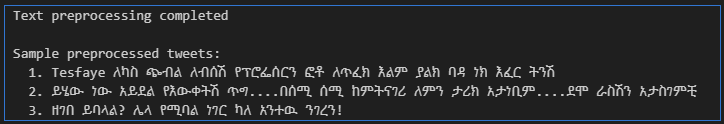 Text preprocessing completed
Sample preprocessed tweets:
1. Tesfaye ለካስ ጭብል ለብሰሽ የፕሮፌሰርን ፎቶ ለጥፈክ እልም ያልክ ባዳ ነክ እፈር ትንሽ
2. ይሄው ነው አይደል የእውቀትሽ ጥግ....በሰሚ ሰሚ ከምትናገሪ ለምን ታሪክ አታነቢም....ደሞ ራስሽን አታስገምቺ
3. ዘገበ ይባላል? ሌላ የሚባል ነገር ካለ አንተዉ ንገረን!